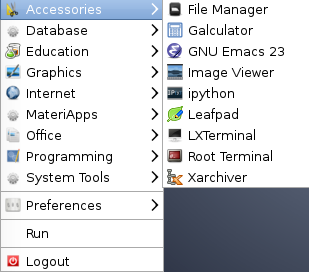 Accessories
Database
Education
Graphics
Internet
MateriApps
Office
Programming
System Tools
Preferences
Run
Logout
File Manager
Galculator
GNU Emacs 23
Image Viewer
IPy
ipython
Leafpad
LXTerminal
Root Terminal
Xarchiver